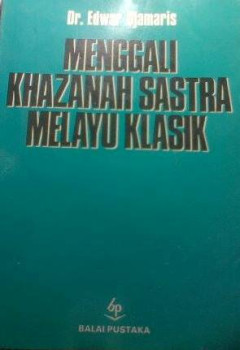 Dr. Edwar Djamaris
MENGGALI
KHAZANAH SASTRA
MELAYU KLASIK
bp
BALAI PUSTAKA